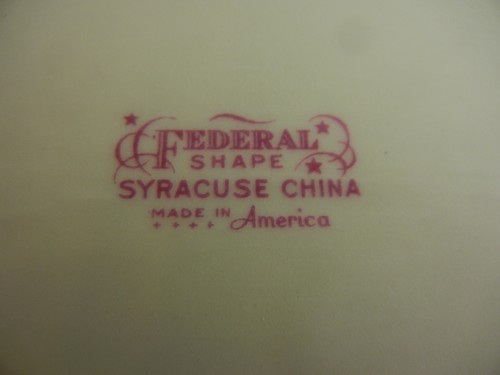 FEDERAL
SHAPE
SYRACUSE CHINA
MADE IN America